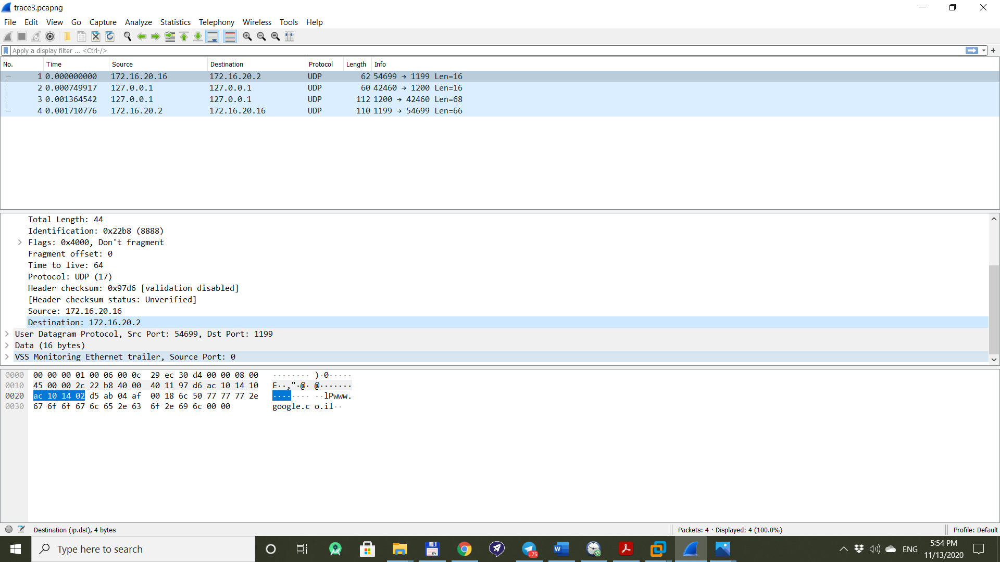 trace3.pcapng
File Edit View Go Capture Analyze Statistics Telephony Wireless Tools Help
Apply a display filter ... <Ctrl-/>
No. Time Source Destination Protocol Length Info
1 0.000000000 172.16.20.16 172.16.20.2 UDP 62 54699 → 1199 Len=16
2 0.000749917 127.0.0.1 127.0.0.1 UDP 60 42460 → 1200 Len=16
3 0.001364542 127.0.0.1 127.0.0.1 UDP 112 1200 → 42460 Len=68
4 0.001710776 172.16.20.2 172.16.20.16 UDP 110 1199 → 54699 Len=66
Total Length: 44
Identification: 0x22b8 (8888)
Flags: 0x4000, Don't fragment
Fragment offset: 0
Time to live: 64
Protocol: UDP (17)
Header checksum: 0x97d6 [validation disabled]
[Header checksum status: Unverified]
Source: 172.16.20.16
Destination: 172.16.20.2
User Datagram Protocol, Src Port: 54699, Dst Port: 1199
Data (16 bytes)
VSS Monitoring Ethernet trailer, Source Port: 0
0000 00 00 00 01 00 06 00 0c 29 ec 30 d4 00 00 08 00 ········ )·0·····
0010 45 00 00 2c 22 b8 40 00 40 11 97 d6 ac 10 14 10 E··,"·@· @·······
0020 ac 10 14 02 d5 ab 04 af 00 18 6c 50 77 77 77 2e ········ ··lPwww.
0030 67 6f 6f 67 6c 65 2e 63 6f 2e 69 6c 00 00 google.c o.il··
Destination (ip.dst), 4 bytes
Packets: 4 · Displayed: 4 (100.0%)
Profile: Default
Type here to search
64
.75
ENG
5:54 PM
11/13/2020